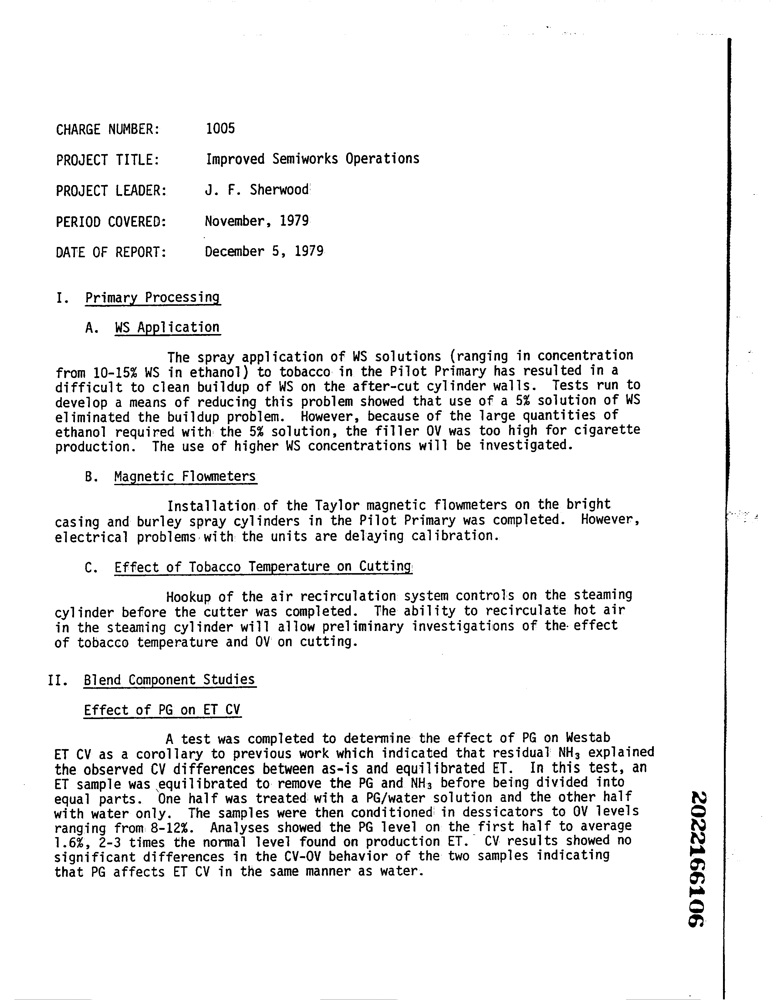 CHARGE NUMBER: 1005
PROJECT TITLE: Improved Semiworks Operations
PROJECT LEADER: J. F. Sherwood
PERIOD COVERED: November, 1979
DATE OF REPORT: December 5, 1979
I. Primary Processing
A. WS Application
The spray application of WS solutions (ranging in concentration
from 10-15% WS in ethanol) to tobacco in the Pilot Primary has resulted in a
difficult to clean buildup of WS on the after-cut cylinder walls. Tests run to
develop a means of reducing this problem showed that use of a 5% solution of WS
eliminated the buildup problem. However, because of the large quantities of
ethanol required with the 5% solution, the filler OV was too high for cigarette
production. The use of higher WS concentrations will be investigated.
B. Magnetic Flowmeters
Installation of the Taylor magnetic flowmeters on the bright
casing and burley spray cylinders in the Pilot Primary was completed. However,
electrical problems with the units are delaying calibration.
C. Effect of Tobacco Temperature on Cutting
Hookup of the air recirculation system controls on the steaming
cylinder before the cutter was completed. The ability to recirculate hot air
in the steaming cylinder will allow preliminary investigations of the effect
of tobacco temperature and OV on cutting.
II. Blend Component Studies
Effect of PG on ET CV
A test was completed to determine the effect of PG on Westab
ET CV as a corollary to previous work which indicated that residual NH₃ explained
the observed CV differences between as-is and equilibrated ET. In this test, an
ET sample was equilibrated to remove the PG and NH₃ before being divided into
equal parts. One half was treated with a PG/water solution and the other half
with water only. The samples were then conditioned in dessicators to OV levels
ranging from 8-12%. Analyses showed the PG level on the first half to average
1.6%, 2-3 times the normal level found on production ET. CV results showed no
significant differences in the CV-OV behavior of the two samples indicating
that PG affects ET CV in the same manner as water.
2022166106